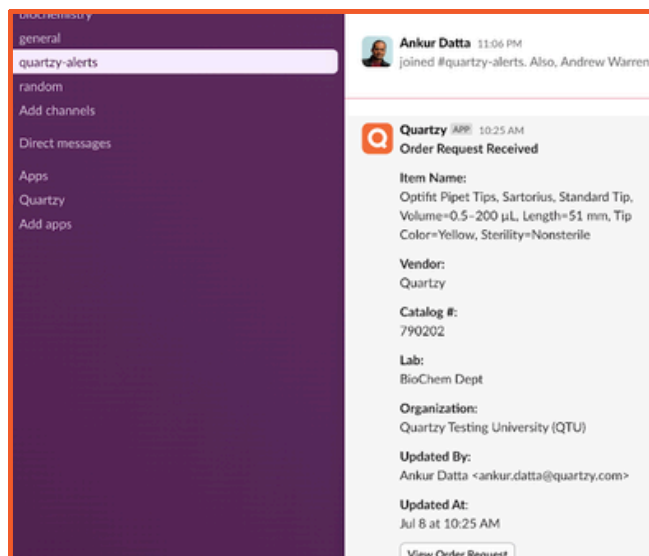 biochemistry
general
quartzy-alerts
random
Add channels
Direct messages
Apps
Quartzy
Add apps
Ankur Datta 11:06 PM
joined #quartzy-alerts. Also, Andrew Warren
Quartzy APP 10:25 AM
Order Request Received
Item Name:
Optifit Pipet Tips, Sartorius, Standard Tip,
Volume=0.5–200 µL, Length=51 mm, Tip
Color=Yellow, Sterility=Nonsterile
Vendor:
Quartzy
Catalog #:
790202
Lab:
BioChem Dept
Organization:
Quartzy Testing University (QTU)
Updated By:
Ankur Datta <ankur.datta@quartzy.com>
Updated At:
Jul 8 at 10:25 AM
View Order Request